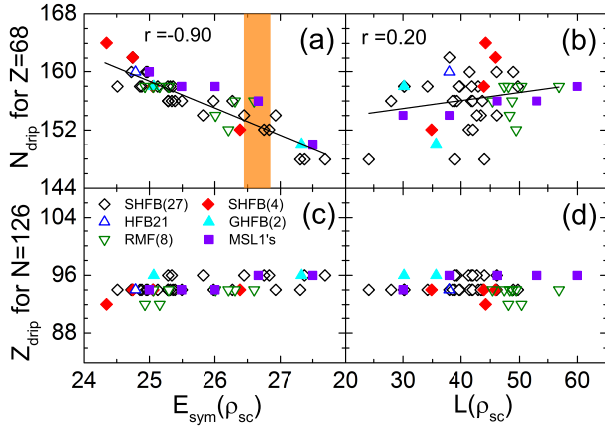 r =-0.90
(a)
r =0.20
(b)
168
160
152
144
N_drip for Z=68
SHFB(27)
SHFB(4)
HFB21
GHFB(2)
RMF(8)
MSL1's
(c)
(d)
104
96
88
Z_drip for N=126
24 25 26 27 20 30 40 50 60
E_sym(ρ_sc)
L(ρ_sc)